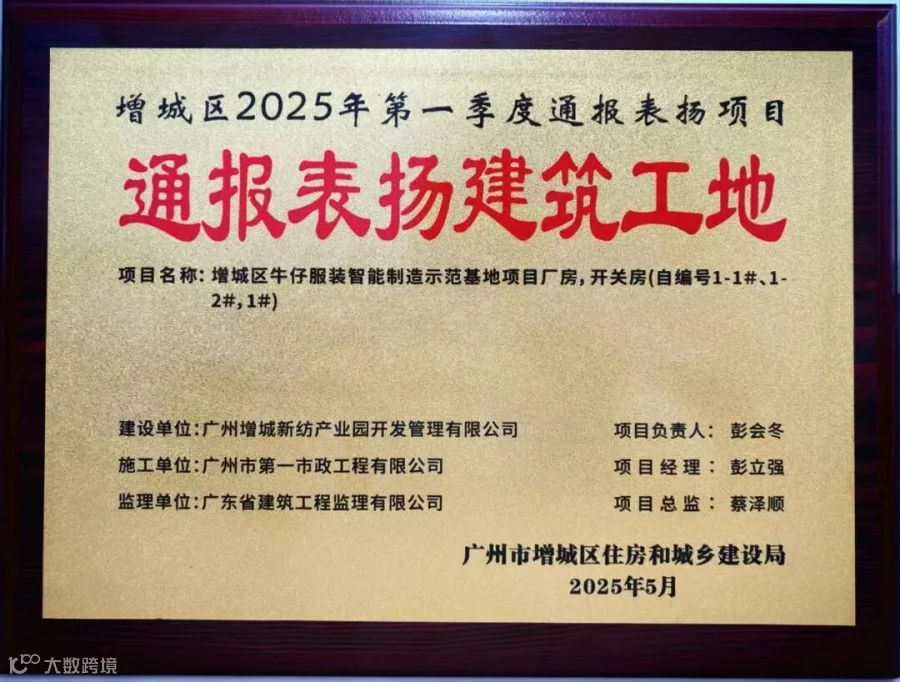 增城区2025年第一季度通报表扬项目
通报表扬建筑工地
项目名称：增城区牛仔服装智能制造示范基地项目厂房，开关房(自编号1-1#、1-
2#，1#)
建设单位：广州增城新纺产业园开发管理有限公司 项目负责人： 彭会冬
施工单位：广州市第一市政工程有限公司 项目经理： 彭立强
监理单位：广东省建筑工程监理有限公司 项目总监： 蔡泽顺
广州市增城区住房和城乡建设局
2025年5月
大数跨境